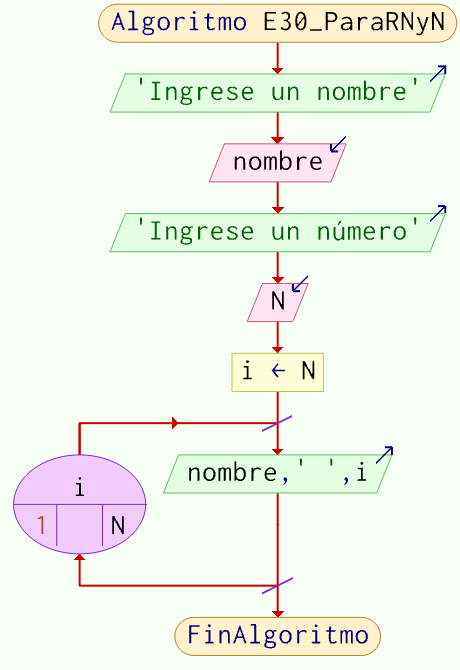 Algoritmo E30_ParaRNyN
'Ingrese un nombre'
nombre
'Ingrese un número'
N
i ← N
nombre,' ',i
i
1 N
FinAlgoritmo